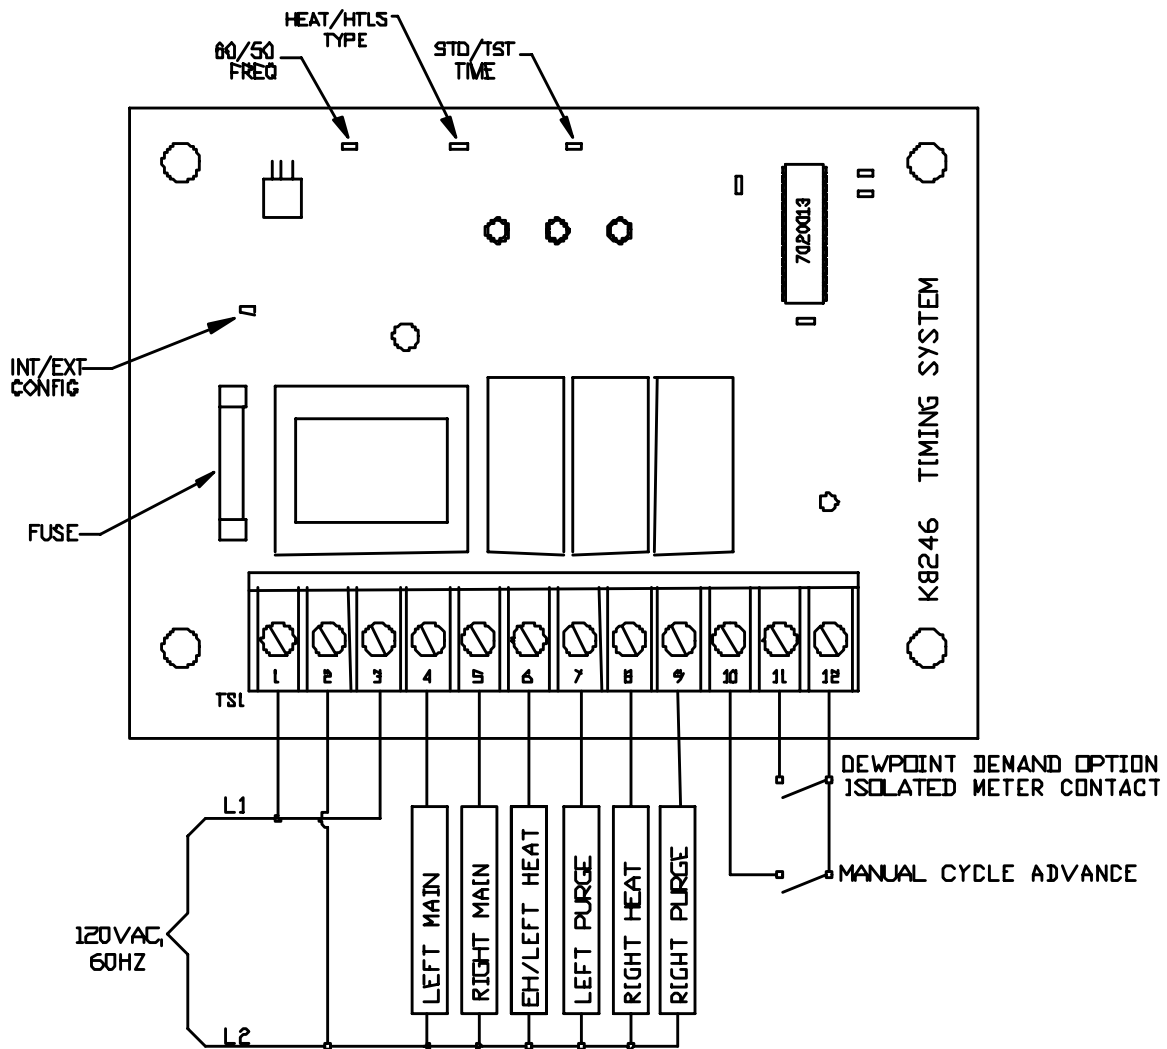 HEAT/HTLS
TYPE
60/50
FREQ
STD/TST
TIME
7020013
INT/EXT
CONFIG
FUSE
K8246 TIMING SYSTEM
1 2 3 4 5 6 7 8 9 10 11 12
TS1
DEWPOINT DEMAND OPTION
ISOLATED METER CONTACT
L1
MANUAL CYCLE ADVANCE
120VAC,
60HZ
LEFT MAIN
RIGHT MAIN
EH/LEFT HEAT
LEFT PURGE
RIGHT HEAT
RIGHT PURGE
L2